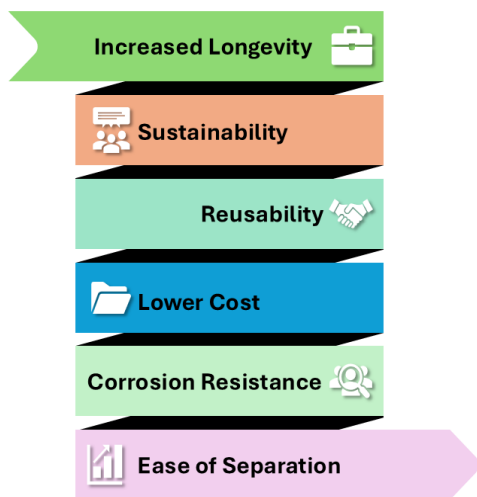 Increased Longevity
Sustainability
Reusability
Lower Cost
Corrosion Resistance
Ease of Separation